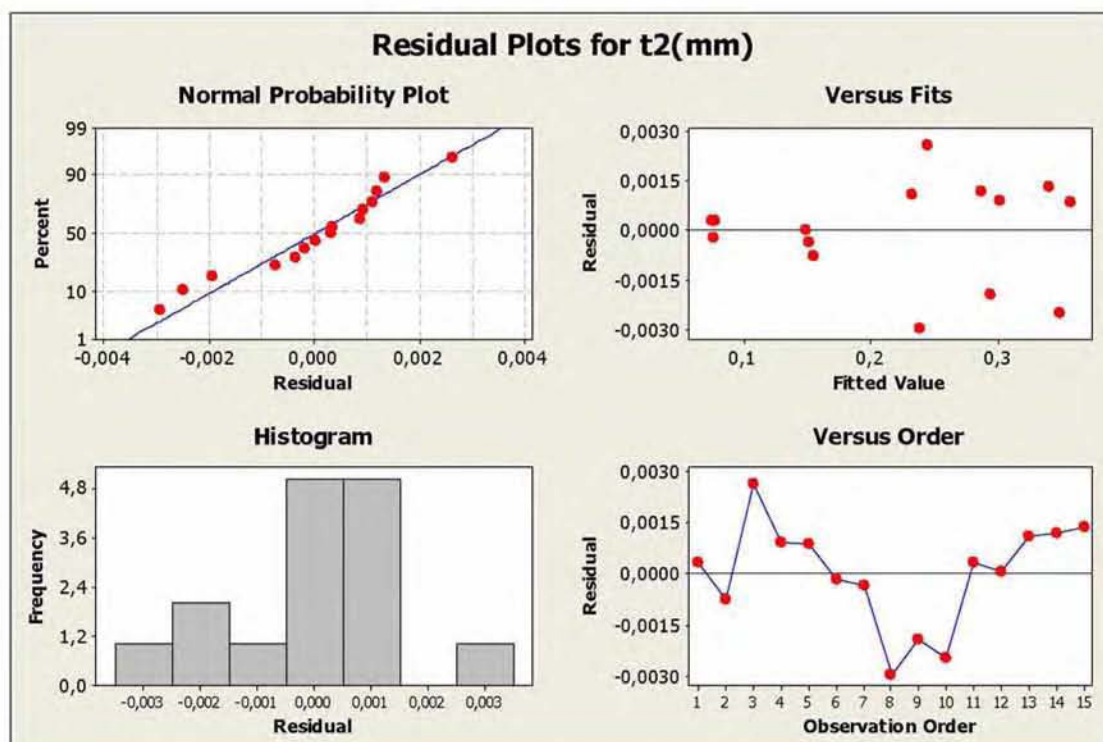 Residual Plots for t2(mm)
Normal Probability Plot
99
90
50
10
1
Percent
-0,004
-0,002
0,000
0,002
0,004
Residual
Versus Fits
0,0030
0,0015
0,0000
-0,0015
-0,0030
Residual
0,1
0,2
0,3
Fitted Value
Histogram
4,8
3,6
2,4
1,2
0,0
Frequency
-0,003
-0,002
-0,001
0,000
0,001
0,002
0,003
Residual
Versus Order
0,0030
0,0015
0,0000
-0,0015
-0,0030
Residual
1 2 3 4 5 6 7 8 9 10 11 12 13 14 15
Observation Order